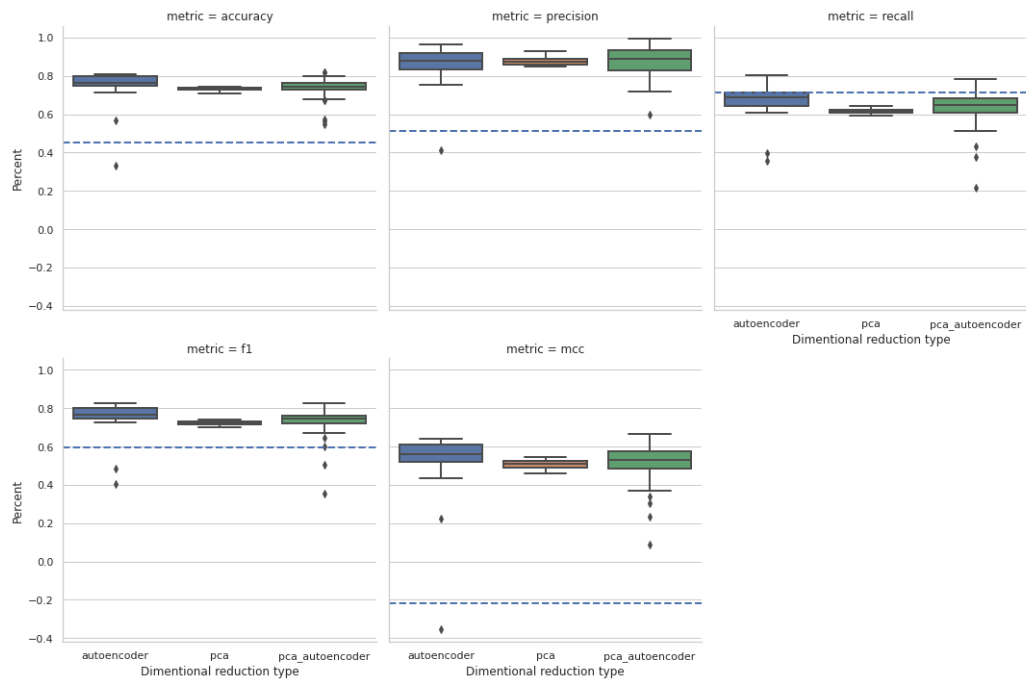 metric = accuracy
metric = precision
metric = recall
1.0
0.8
0.6
0.4
0.2
0.0
−0.2
−0.4
Percent
autoencoder
pca
pca_autoencoder
Dimentional reduction type
metric = f1
metric = mcc
1.0
0.8
0.6
0.4
0.2
0.0
−0.2
−0.4
Percent
autoencoder
pca
pca_autoencoder
autoencoder
pca
pca_autoencoder
Dimentional reduction type
Dimentional reduction type